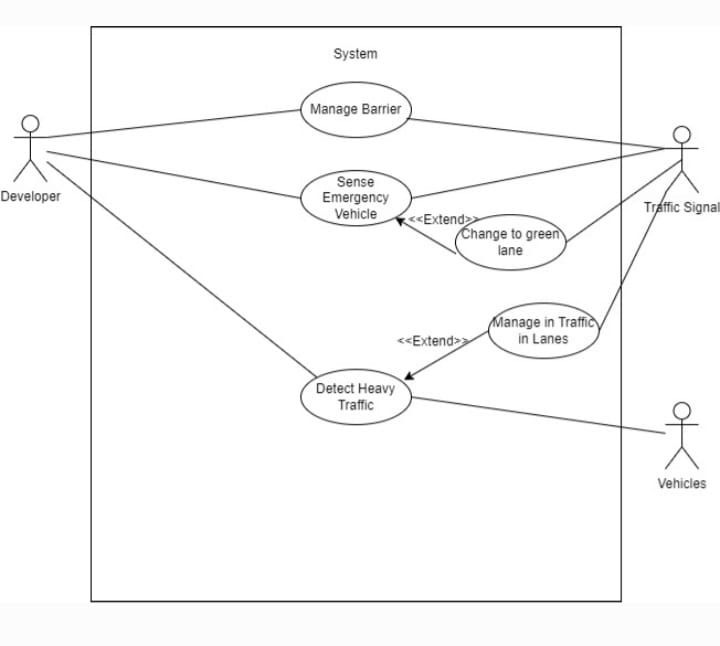 System
Manage Barrier
Developer
Sense
Emergency
Vehicle
Traffic Signal
<<Extend>>
Change to green
lane
Manage in Traffic
in Lanes
<<Extend>>
Detect Heavy
Traffic
Vehicles